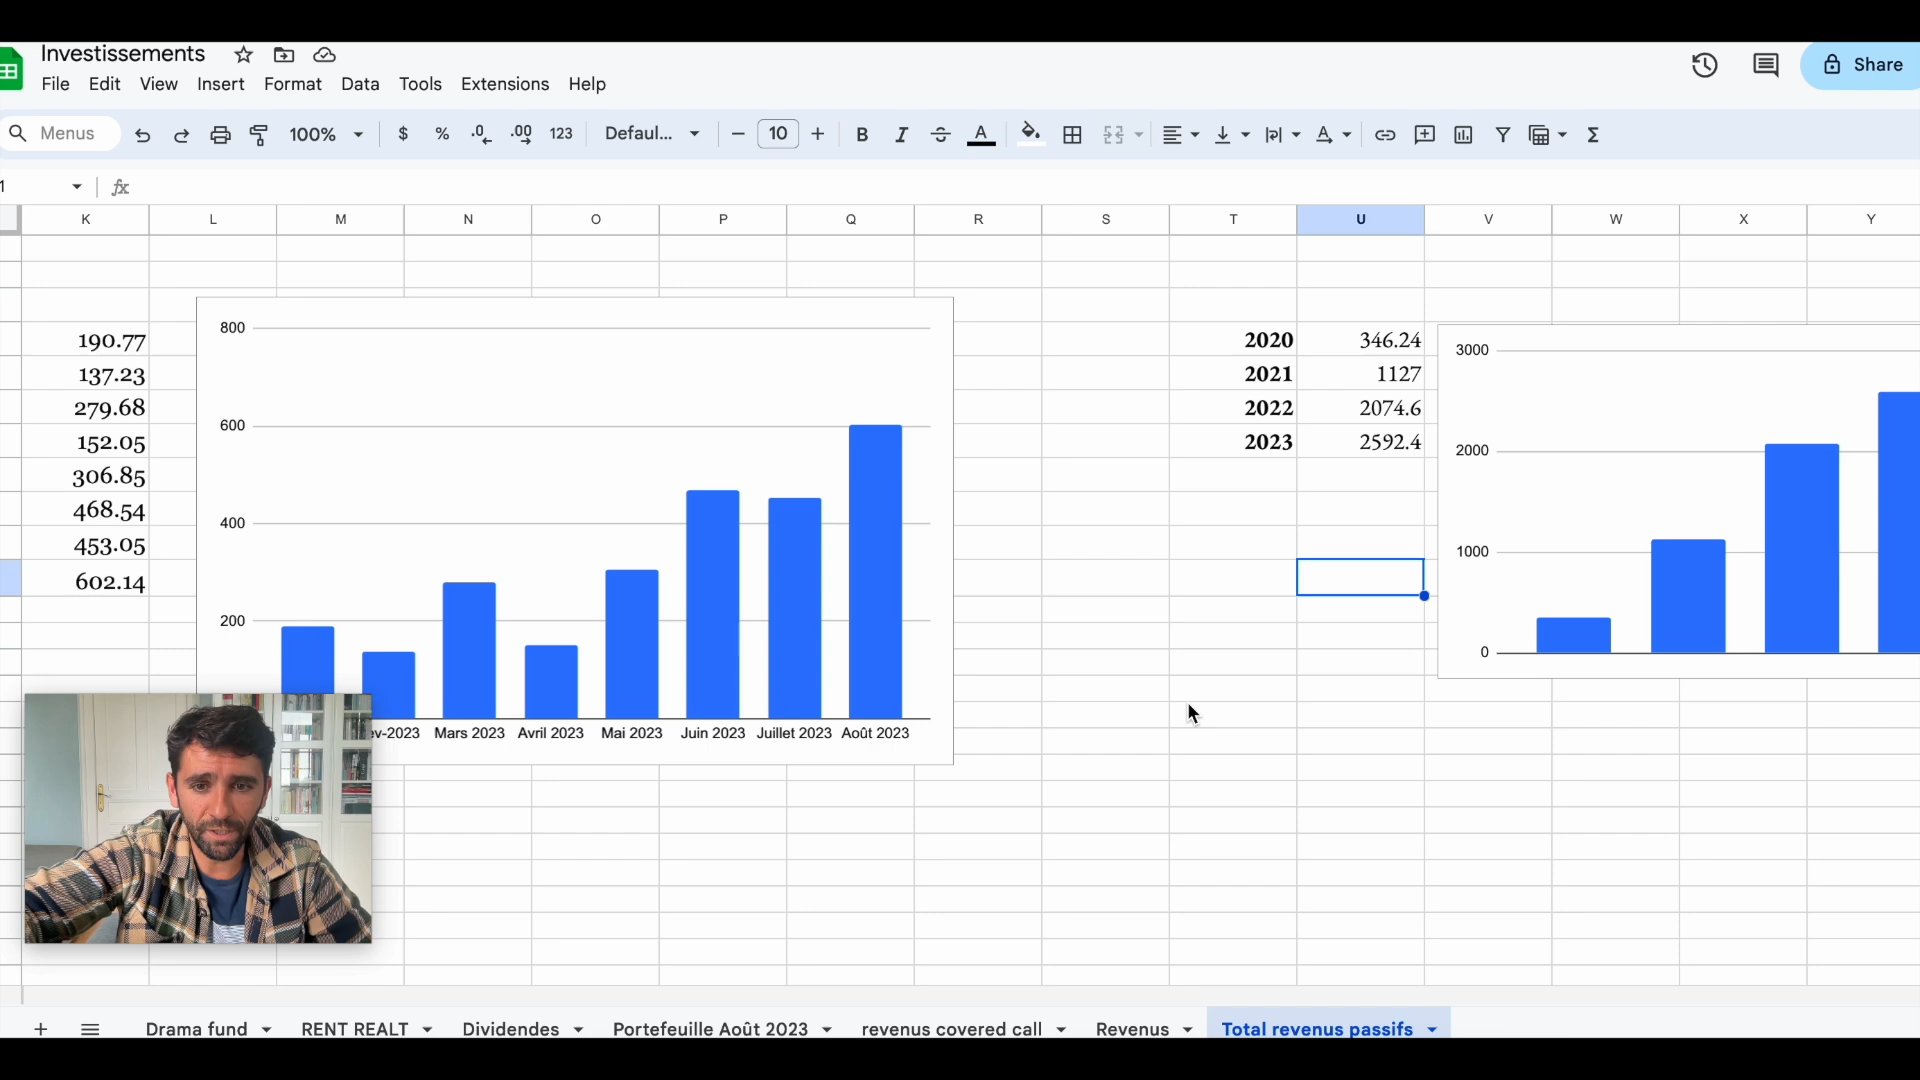 Investissements
File Edit View Insert Format Data Tools Extensions Help
Share
Menus 100% $ % .0 .00 123 Defaul... 10 B I A
1 fx
K L M N O P Q R S T U V W X Y
190.77
137.23
279.68
152.05
306.85
468.54
453.05
602.14
800
600
400
200
ev-2023 Mars 2023 Avril 2023 Mai 2023 Juin 2023 Juillet 2023 Août 2023
2020 346.24
2021 1127
2022 2074.6
2023 2592.4
3000
2000
1000
0
Drama fund RENT REALT Dividendes Portefeuille Août 2023 revenus covered call Revenus Total revenus passifs